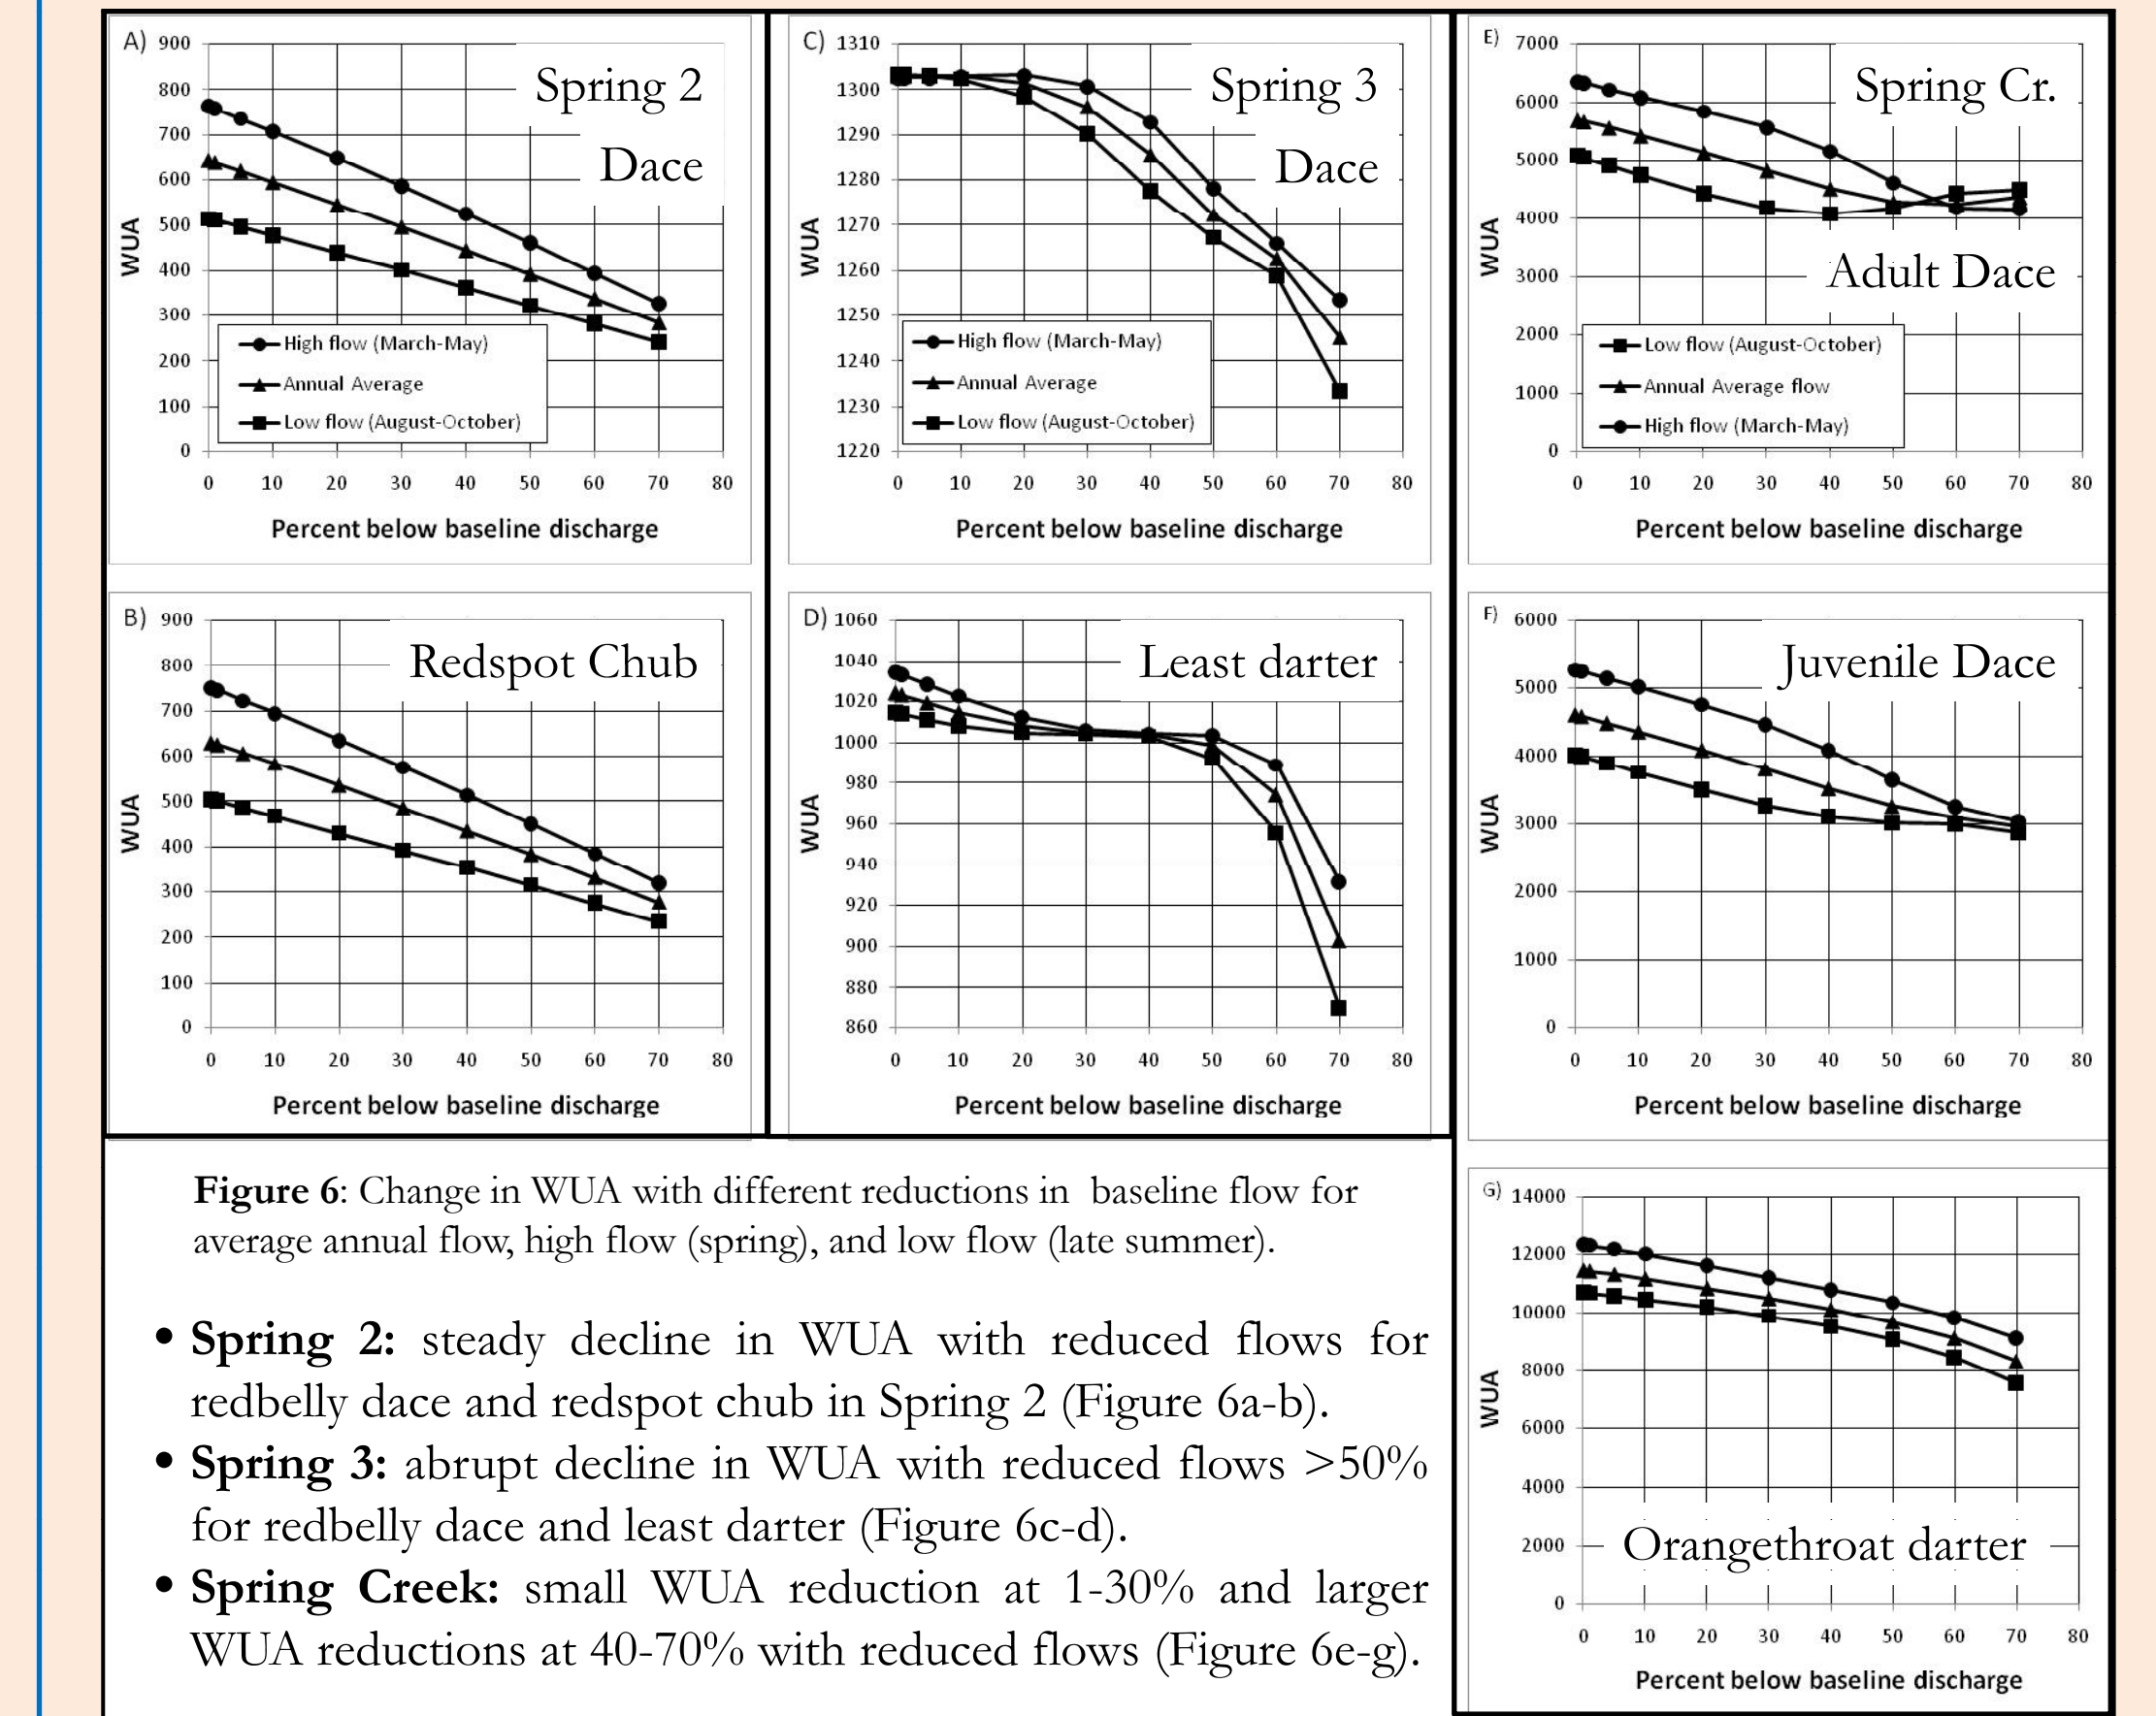 A)
Spring 2
Dace
900
800
700
600
500
400
300
200
100
0
WUA
High flow (March-May)
Annual Average
Low flow (August-October)
0 10 20 30 40 50 60 70 80
Percent below baseline discharge
B)
Redspot Chub
900
800
700
600
500
400
300
200
100
0
WUA
0 10 20 30 40 50 60 70 80
Percent below baseline discharge
C)
Spring 3
Dace
1310
1300
1290
1280
1270
1260
1250
1240
1230
1220
WUA
High flow (March-May)
Annual Average
Low flow (August-October)
0 10 20 30 40 50 60 70 80
Percent below baseline discharge
D)
Least darter
1060
1040
1020
1000
980
960
940
920
900
880
860
WUA
0 10 20 30 40 50 60 70 80
Percent below baseline discharge
E)
Spring Cr.
Adult Dace
7000
6000
5000
4000
3000
2000
1000
0
WUA
Low flow (August-October)
Annual Average flow
High flow (March-May)
0 10 20 30 40 50 60 70 80
Percent below baseline discharge
F)
Juvenile Dace
6000
5000
4000
3000
2000
1000
0
WUA
0 10 20 30 40 50 60 70 80
Percent below baseline discharge
G)
14000
12000
10000
8000
6000
4000
2000
0
WUA
Orangethroat darter
0 10 20 30 40 50 60 70 80
Percent below baseline discharge
Figure 6: Change in WUA with different reductions in baseline flow for
average annual flow, high flow (spring), and low flow (late summer).
• Spring 2: steady decline in WUA with reduced flows for
redbelly dace and redspot chub in Spring 2 (Figure 6a-b).
• Spring 3: abrupt decline in WUA with reduced flows >50%
for redbelly dace and least darter (Figure 6c-d).
• Spring Creek: small WUA reduction at 1-30% and larger
WUA reductions at 40-70% with reduced flows (Figure 6e-g).